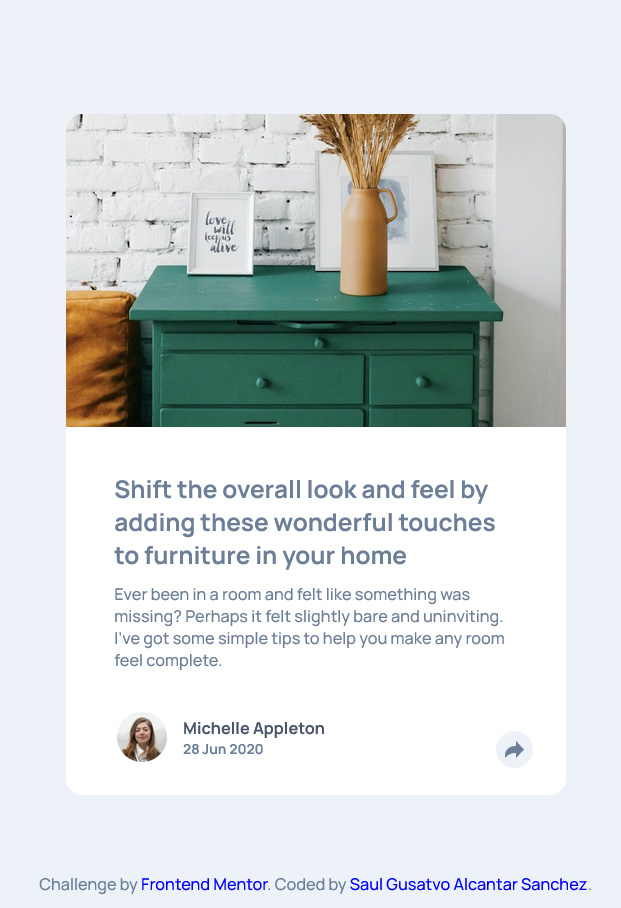 love
will
keep us
alive
Shift the overall look and feel by
adding these wonderful touches
to furniture in your home
Ever been in a room and felt like something was
missing? Perhaps it felt slightly bare and uninviting.
I've got some simple tips to help you make any room
feel complete.
Michelle Appleton
28 Jun 2020
Challenge by Frontend Mentor. Coded by Saul Gusatvo Alcantar Sanchez.